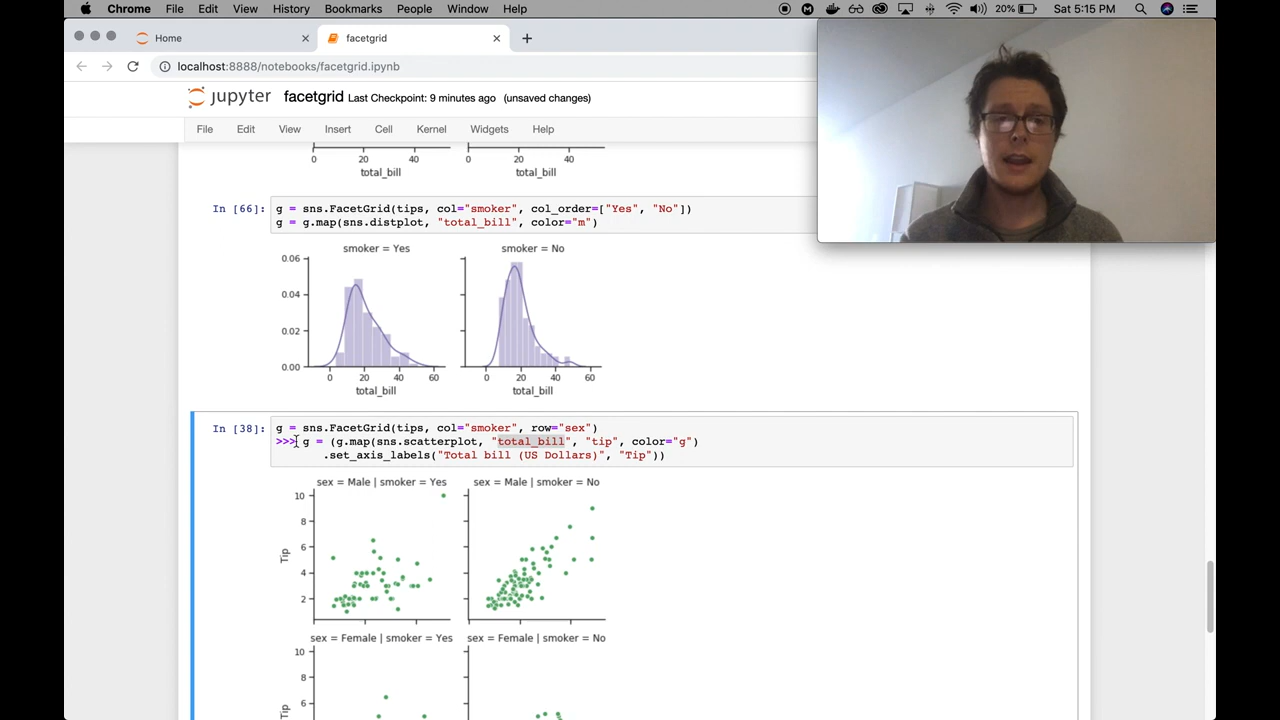 Chrome File Edit View History Bookmarks People Window Help 20% Sat 5:15 PM
Home facetgrid
localhost:8888/notebooks/facetgrid.ipynb
jupyter facetgrid Last Checkpoint: 9 minutes ago (unsaved changes)
File Edit View Insert Cell Kernel Widgets Help
0 20 40 0 20 40
total_bill total_bill
In [66]: g = sns.FacetGrid(tips, col="smoker", col_order=["Yes", "No"])
g = g.map(sns.distplot, "total_bill", color="m")
smoker = Yes smoker = No
0.06
0.04
0.02
0.00
0 20 40 60 0 20 40 60
total_bill total_bill
In [38]: g = sns.FacetGrid(tips, col="smoker", row="sex")
>>> g = (g.map(sns.scatterplot, "total_bill", "tip", color="g")
.set_axis_labels("Total bill (US Dollars)", "Tip"))
sex = Male | smoker = Yes sex = Male | smoker = No
10
8
6
Tip
4
2
sex = Female | smoker = Yes sex = Female | smoker = No
10
8
6
Tip